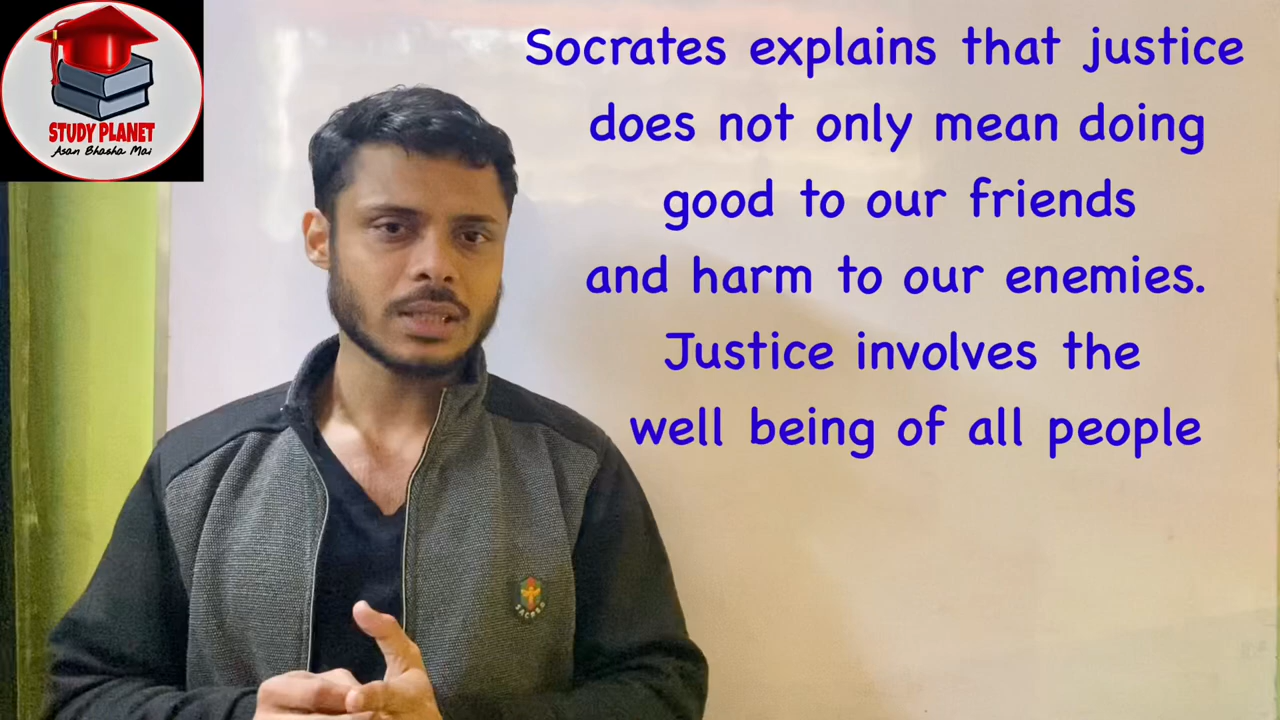 STUDY PLANET
Asan Bhasha Mai
Socrates explains that justice
does not only mean doing
good to our friends
and harm to our enemies.
Justice involves the
well being of all people